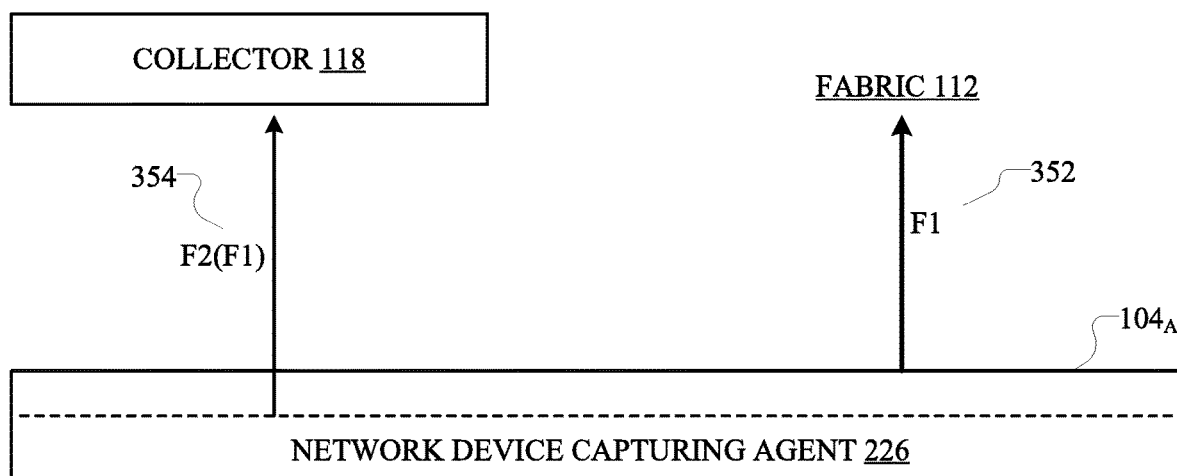 COLLECTOR 118
FABRIC 112
354
352
F1
F2(F1)
104A
NETWORK DEVICE CAPTURING AGENT 226